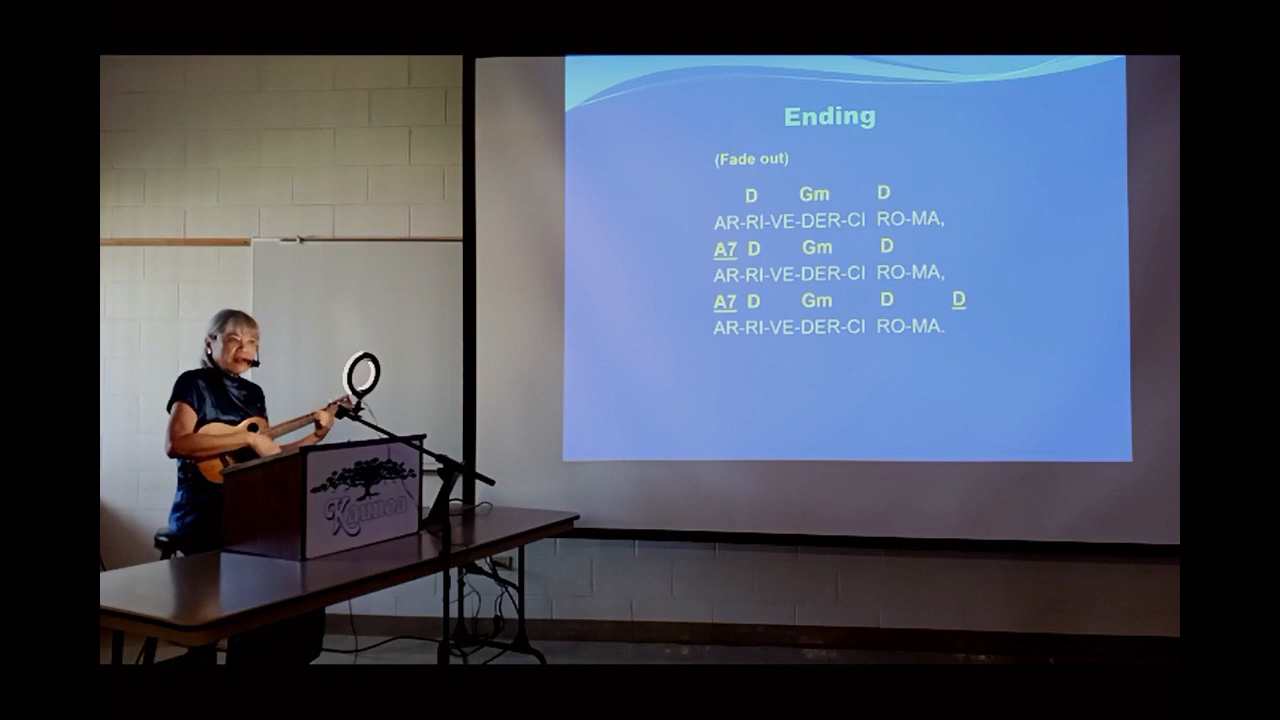 Ending
(Fade out)
D Gm D
AR-RI-VE-DER-CI RO-MA,
A7 D Gm D
AR-RI-VE-DER-CI RO-MA,
A7 D Gm D D
AR-RI-VE-DER-CI RO-MA.
Kaunoa